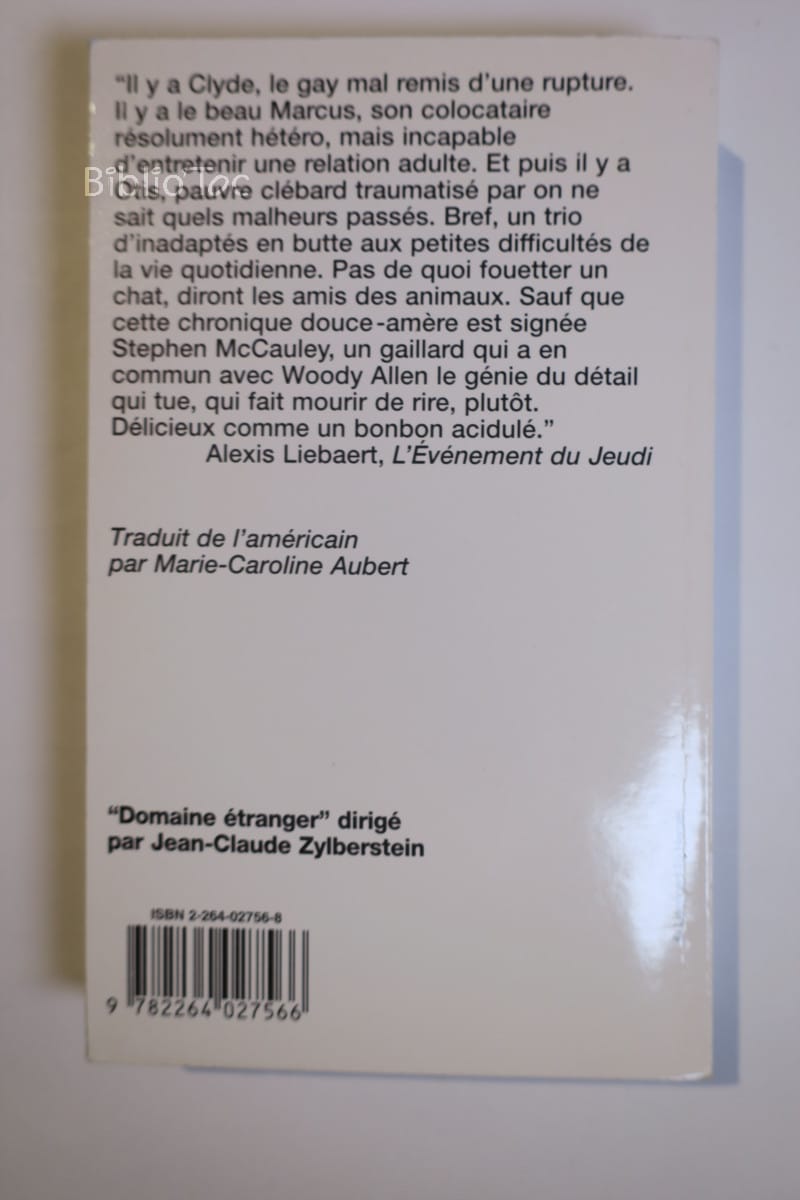 “Il y a Clyde, le gay mal remis d’une rupture.
Il y a le beau Marcus, son colocataire
résolument hétéro, mais incapable
d’entretenir une relation adulte. Et puis il y a
BiblioToc
Otis, pauvre clébard traumatisé par on ne
sait quels malheurs passés. Bref, un trio
d’inadaptés en butte aux petites difficultés de
la vie quotidienne. Pas de quoi fouetter un
chat, diront les amis des animaux. Sauf que
cette chronique douce-amère est signée
Stephen McCauley, un gaillard qui a en
commun avec Woody Allen le génie du détail
qui tue, qui fait mourir de rire, plutôt.
Délicieux comme un bonbon acidulé.”
Alexis Liebaert, L’Événement du Jeudi
Traduit de l’américain
par Marie-Caroline Aubert
“Domaine étranger” dirigé
par Jean-Claude Zylberstein
ISBN 2-264-02756-8
9 782264 027566